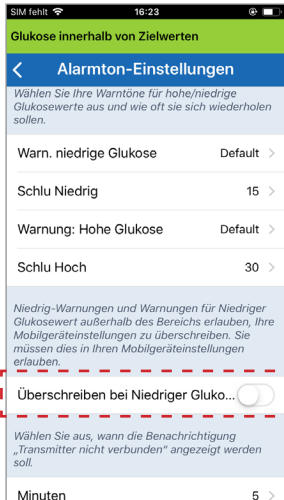 SIM fehlt 16:23
Glukose innerhalb von Zielwerten
Alarmton-Einstellungen
Wählen Sie Ihre Warntöne für hohe/niedrige
Glukosewerte aus und wie oft sie sich wiederholen
sollen.
Warn. niedrige Glukose Default
Schlu Niedrig 15
Warnung: Hohe Glukose Default
Schlu Hoch 30
Niedrig-Warnungen und Warnungen für Niedriger
Glukosewert außerhalb des Bereichs erlauben, Ihre
Mobilgeräteinstellungen zu überschreiben. Sie
müssen dies in Ihren Mobilgeräteinstellungen
erlauben.
Überschreiben bei Niedriger Gluko...
Wählen Sie aus, wann die Benachrichtigung
„Transmitter nicht verbunden“ angezeigt werden
soll.
Minuten 5